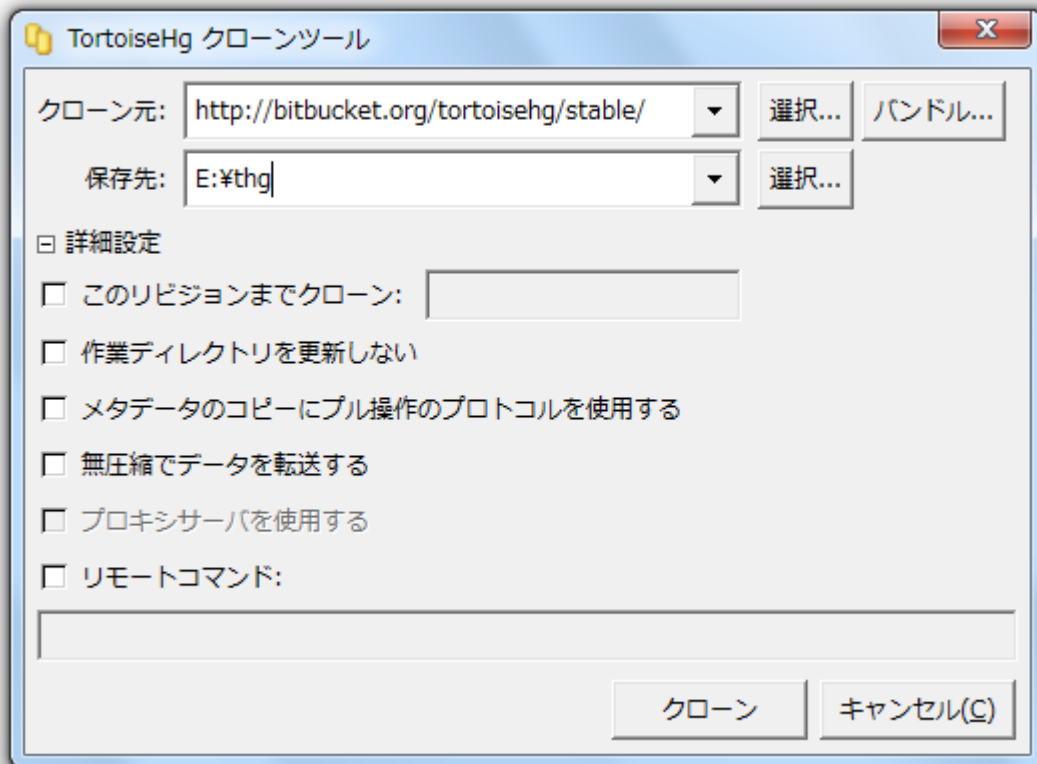 TortoiseHg クローンツール
クローン元: http://bitbucket.org/tortoisehg/stable/ 選択... バンドル...
保存先: E:¥thg 選択...
詳細設定
このリビジョンまでクローン:
作業ディレクトリを更新しない
メタデータのコピーにプル操作のプロトコルを使用する
無圧縮でデータを転送する
プロキシサーバを使用する
リモートコマンド:
クローン キャンセル(C)